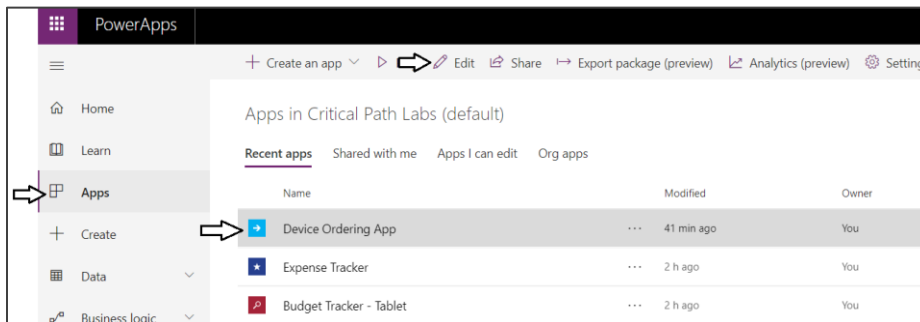 PowerApps
Create an app Edit Share Export package (preview) Analytics (preview) Setting
Home
Apps in Critical Path Labs (default)
Learn
Recent apps Shared with me Apps I can edit Org apps
Apps
Name Modified Owner
Create
Device Ordering App ... 41 min ago You
Data
Expense Tracker ... 2 h ago You
Business logic
Budget Tracker - Tablet ... 2 h ago You